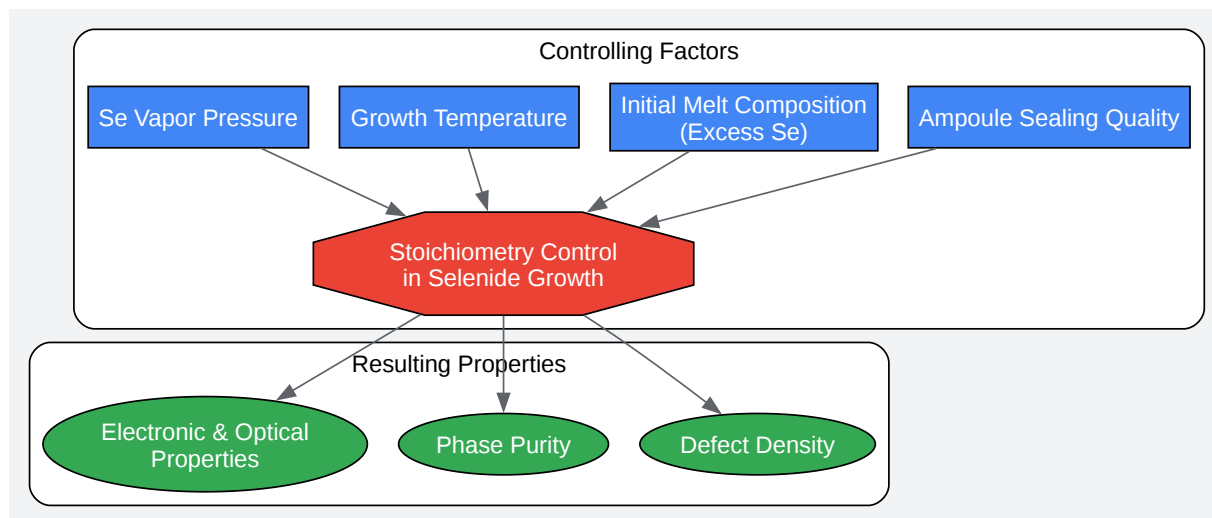 Controlling Factors
Se Vapor Pressure
Growth Temperature
Initial Melt Composition
(Excess Se)
Ampoule Sealing Quality
Stoichiometry Control
in Selenide Growth
Resulting Properties
Electronic & Optical
Properties
Phase Purity
Defect Density